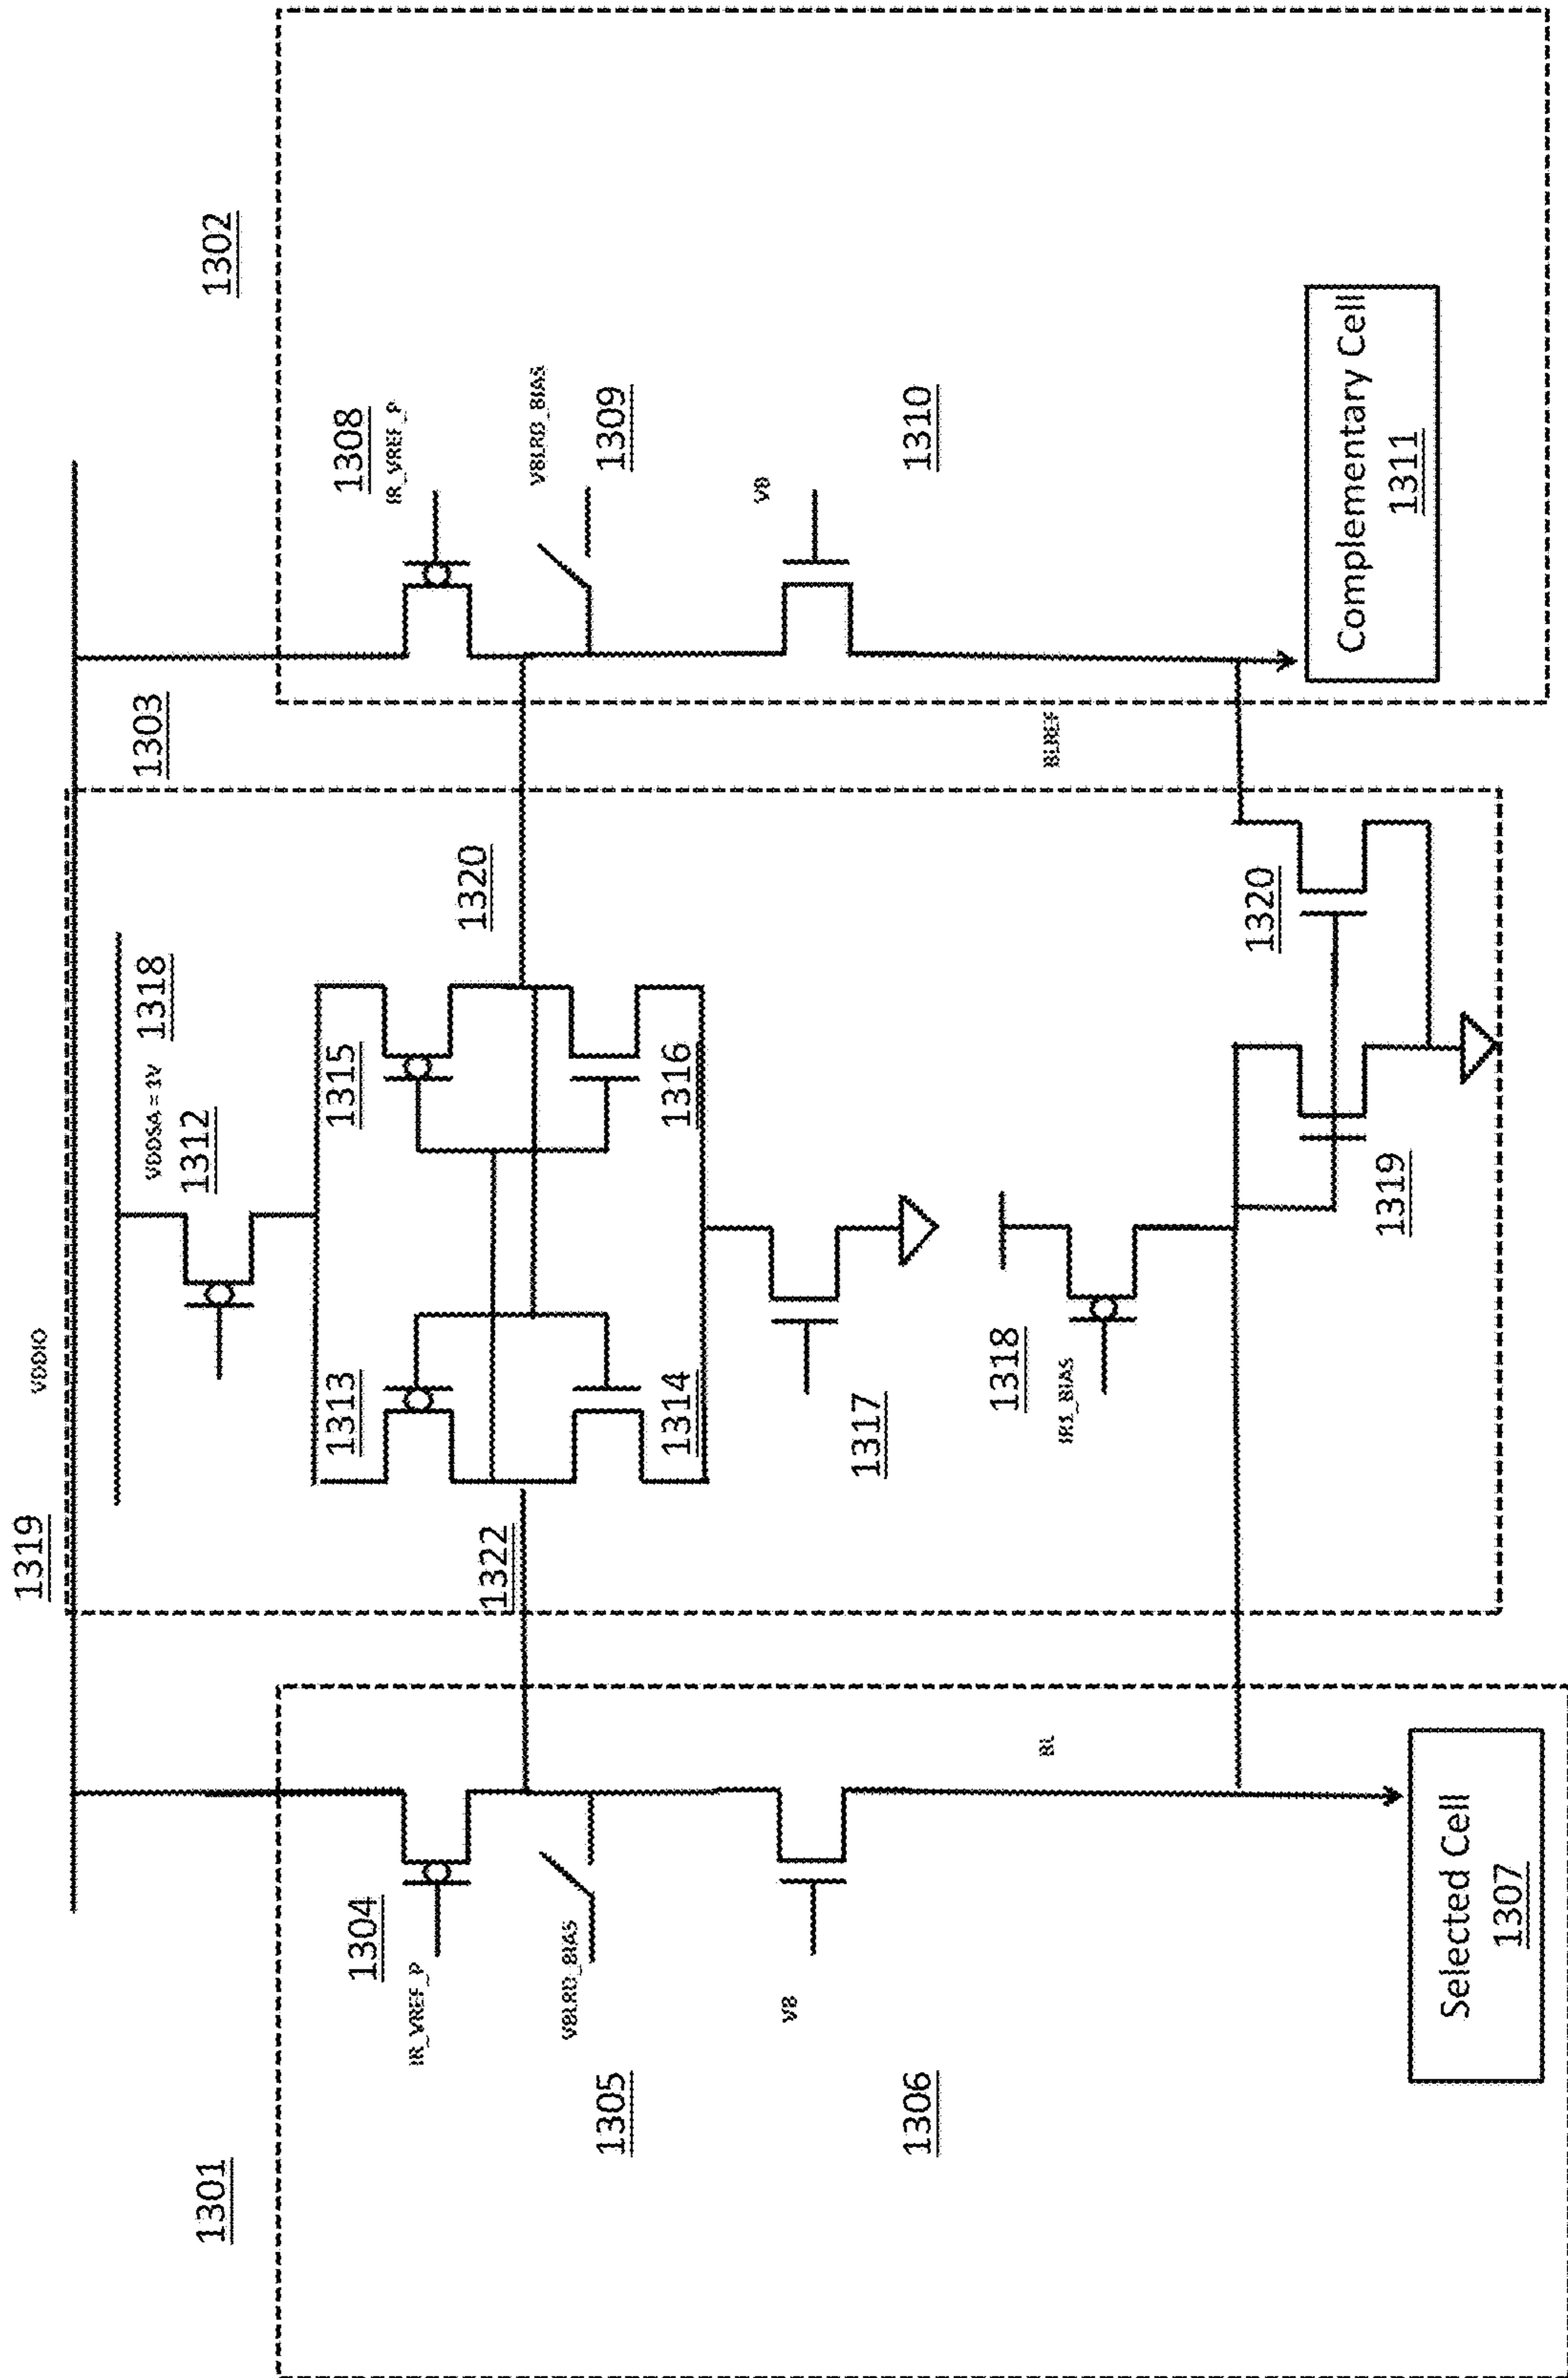 1319
VDDIO
1303
1301
1302
VDDSA = 1V
1318
1312
1304
IR_VREF_P
1308
IR_VREF_P
1313
1315
1322
1320
VBLRD_BIAS
1305
VBLRD_BIAS
1309
1314
1316
VB
1306
VB
1310
1317
1318
IRS_BIAS
BL
BLREF
1319
1320
Selected Cell
1307
Complementary Cell
1311